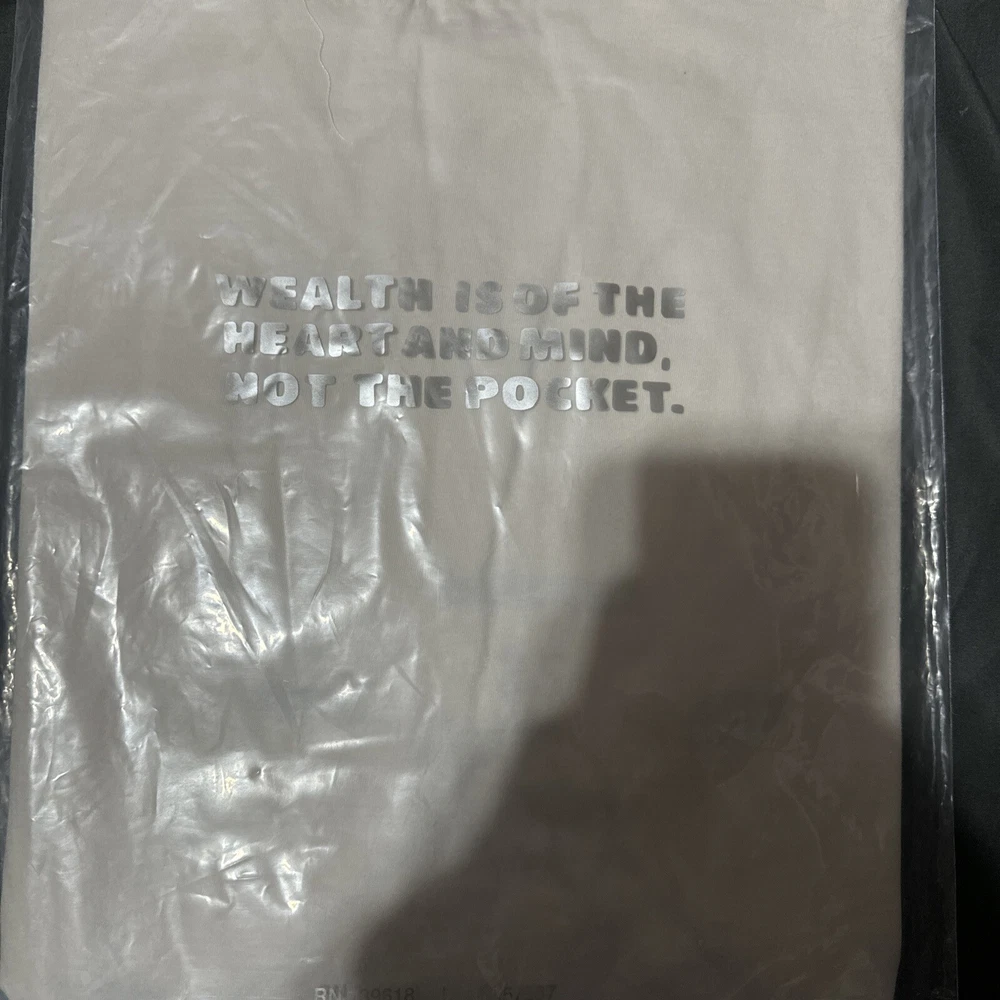 WEALTH IS OF THE
HEART AND MIND,
NOT THE POCKET.